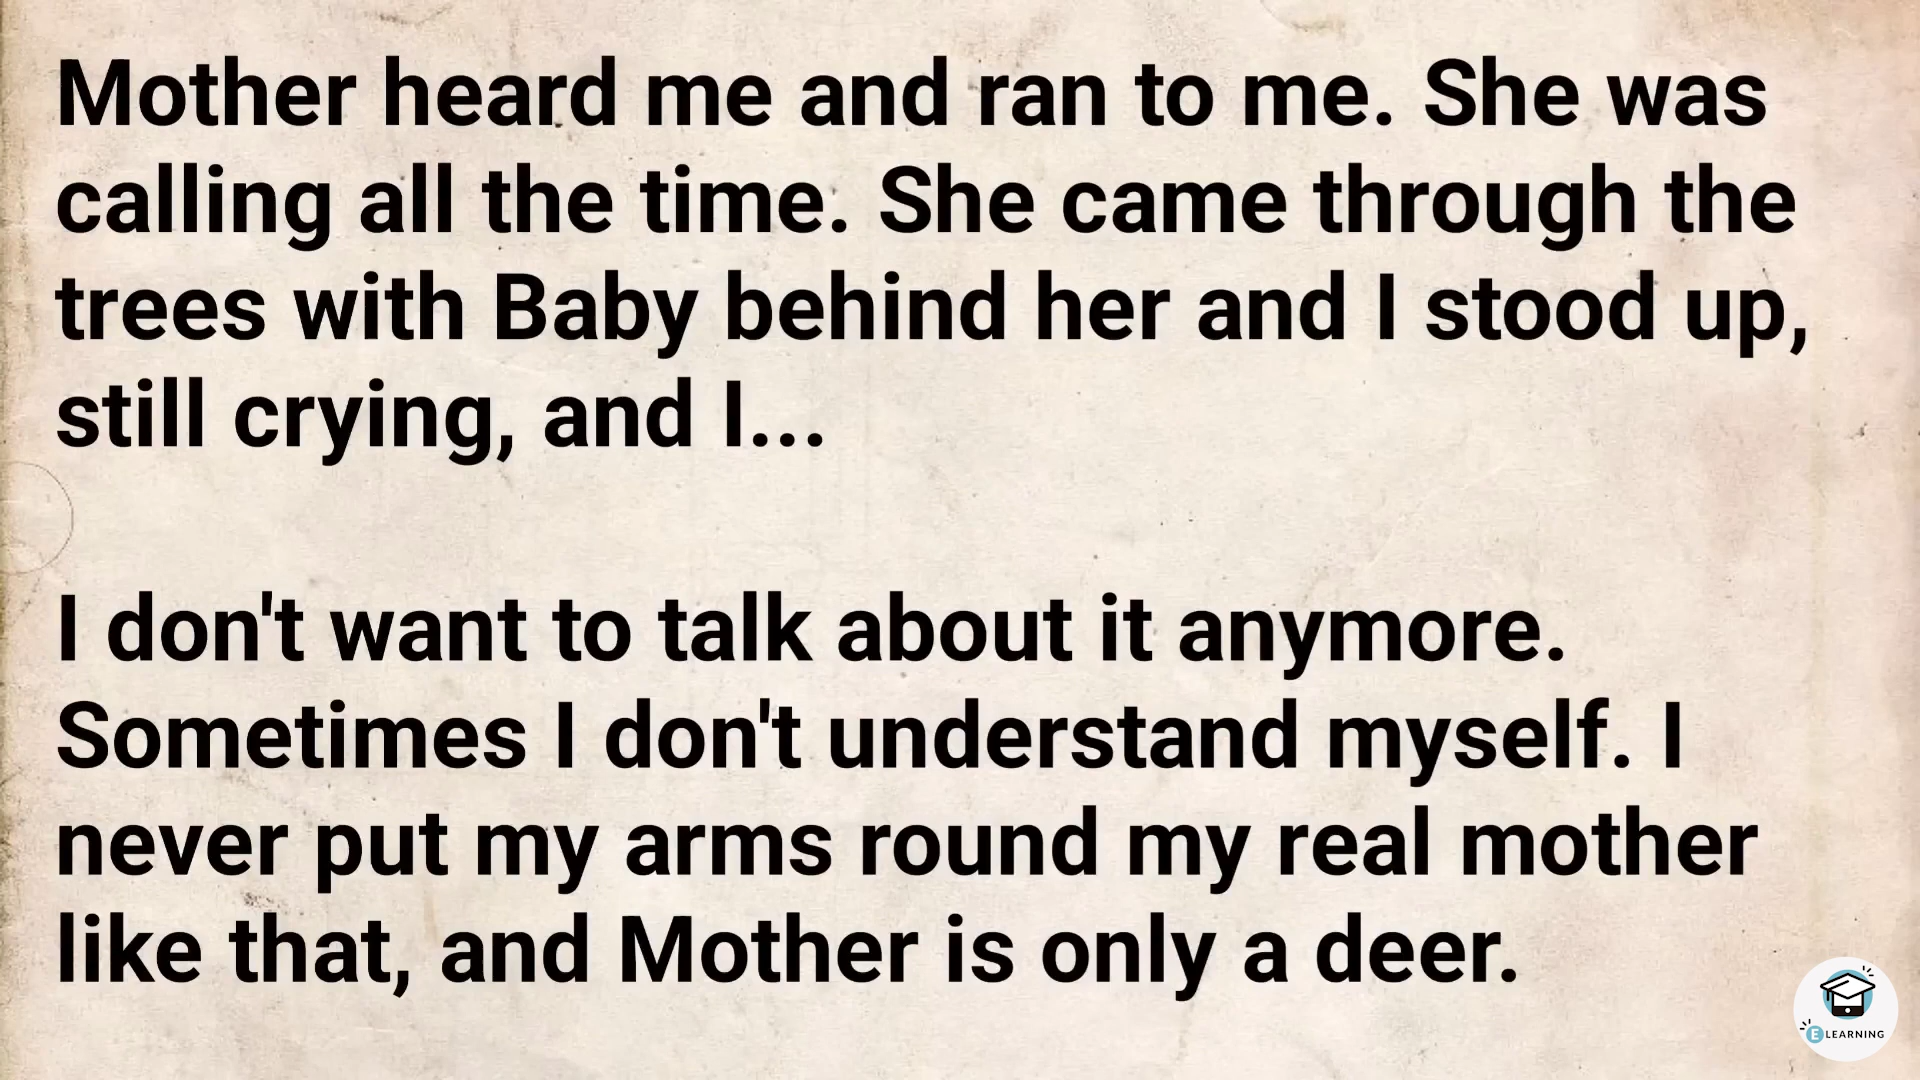 Mother heard me and ran to me. She was
calling all the time. She came through the
trees with Baby behind her and I stood up,
still crying, and I...
I don't want to talk about it anymore.
Sometimes I don't understand myself. I
never put my arms round my real mother
like that, and Mother is only a deer.
E LEARNING